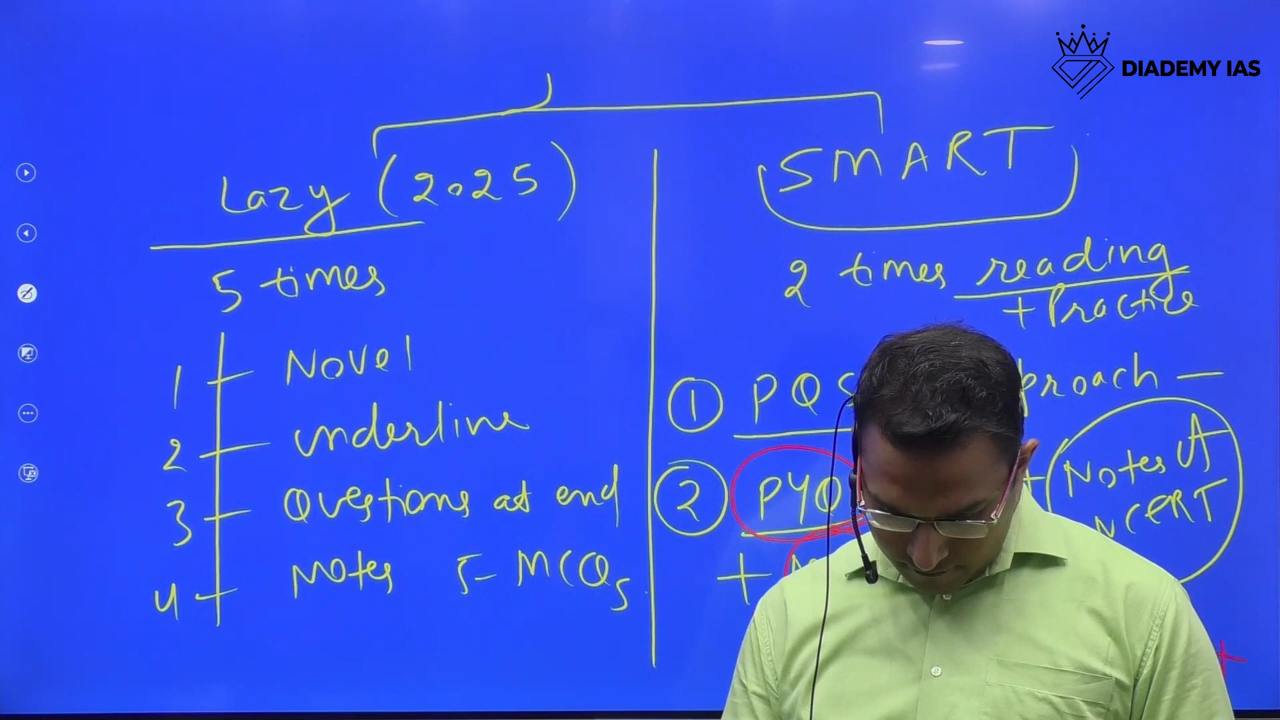 DIADEMY IAS
Lazy (2025)
5 times
1 Novel
2 underline
3 Questions at end
4 Notes 5- MCQs
SMART
2 times reading
+ Practice
① PQS proach -
② PYQ + Notes of
NCERT
+
+